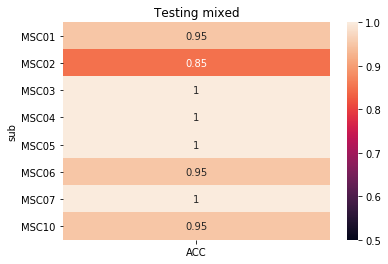 Testing mixed
sub
MSC01 0.95
MSC02 0.85
MSC03 1
MSC04 1
MSC05 1
MSC06 0.95
MSC07 1
MSC10 0.95
ACC
1.0
0.9
0.8
0.7
0.6
0.5